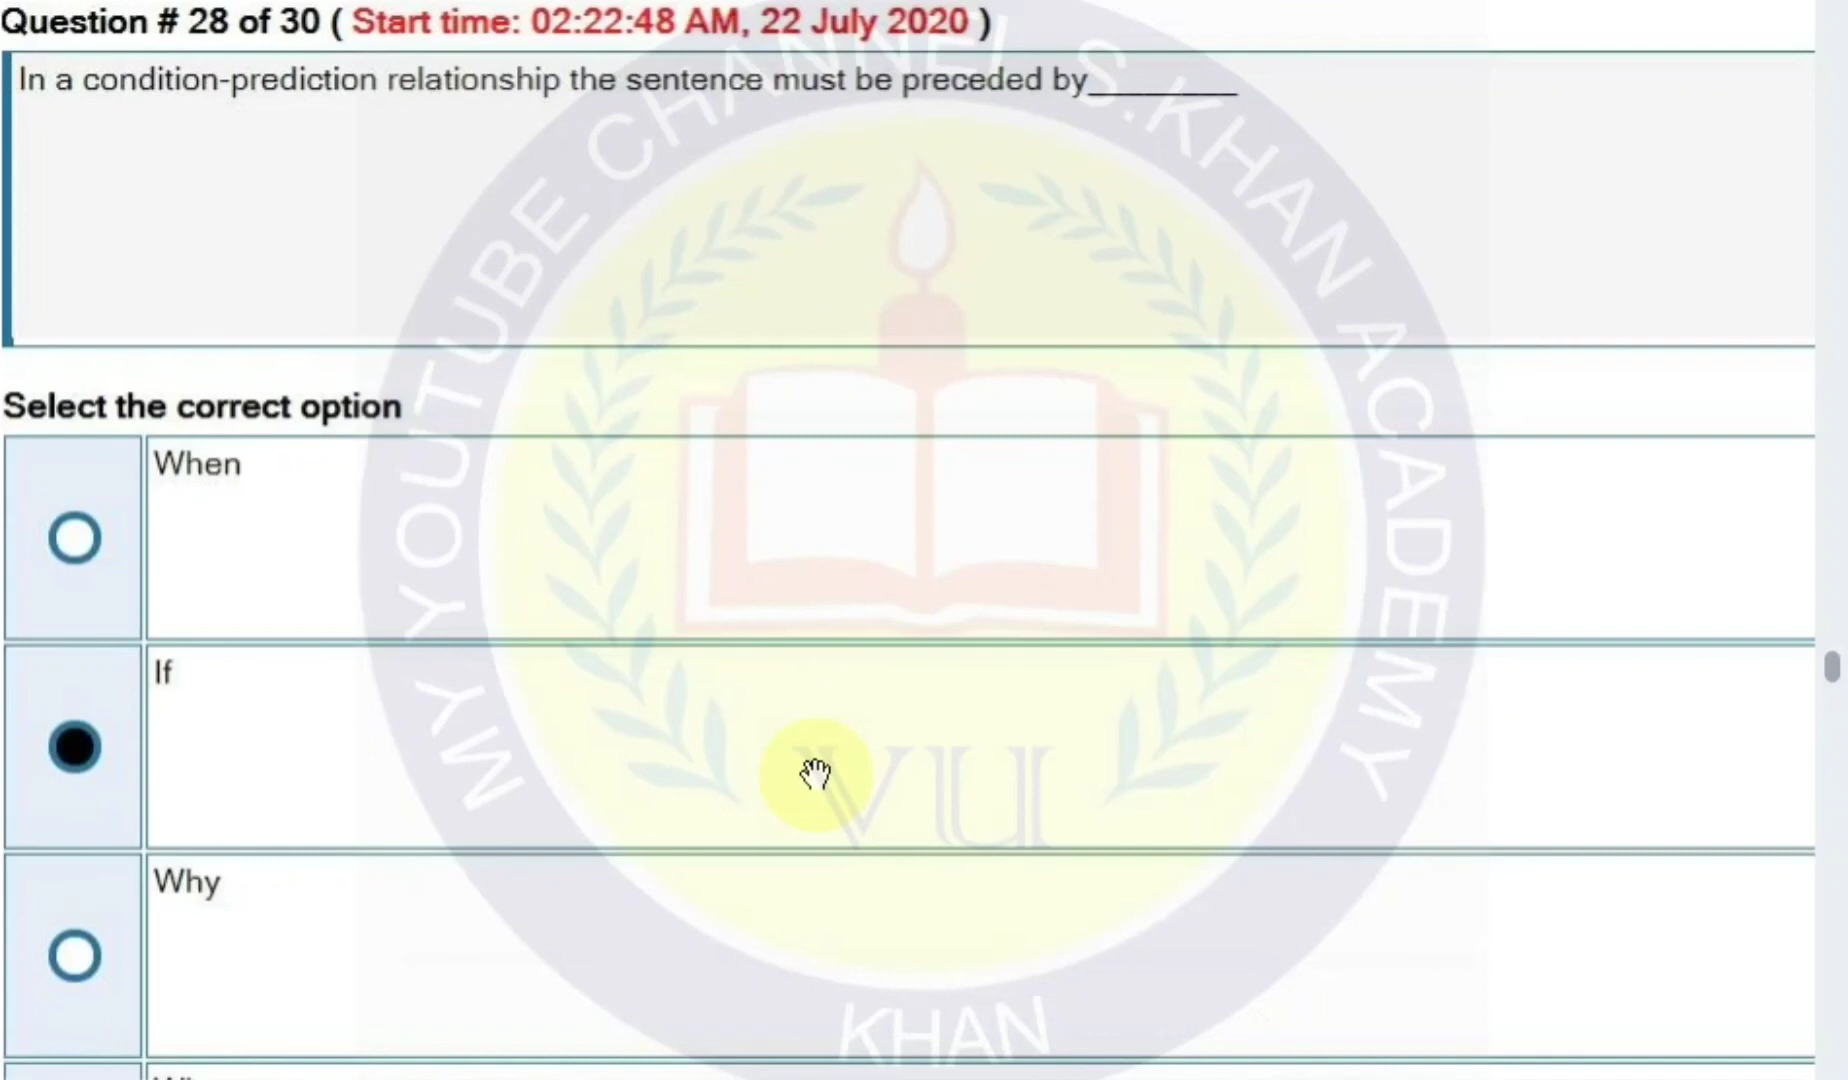 Question # 28 of 30 ( Start time: 02:22:48 AM, 22 July 2020 )
In a condition-prediction relationship the sentence must be preceded by_________
Select the correct option
When
If
Why
MY YOUTUBE CHANNEL S.KHAN ACADEMY
VU
KHAN